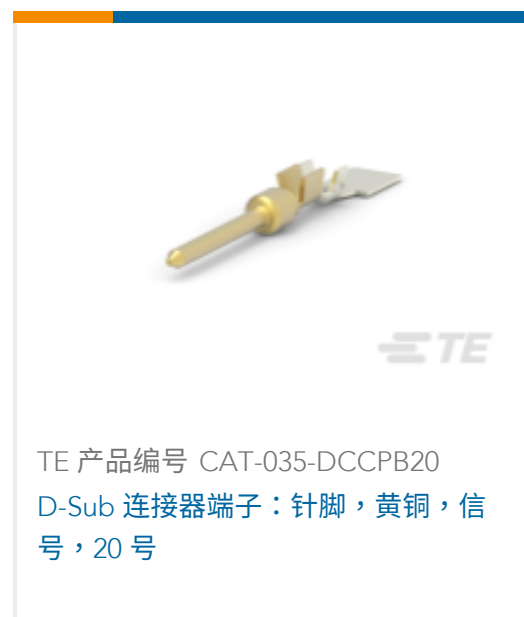 TE
TE 产品编号 CAT-035-DCCPB20
D-Sub 连接器端子：针脚，黄铜，信
号，20 号